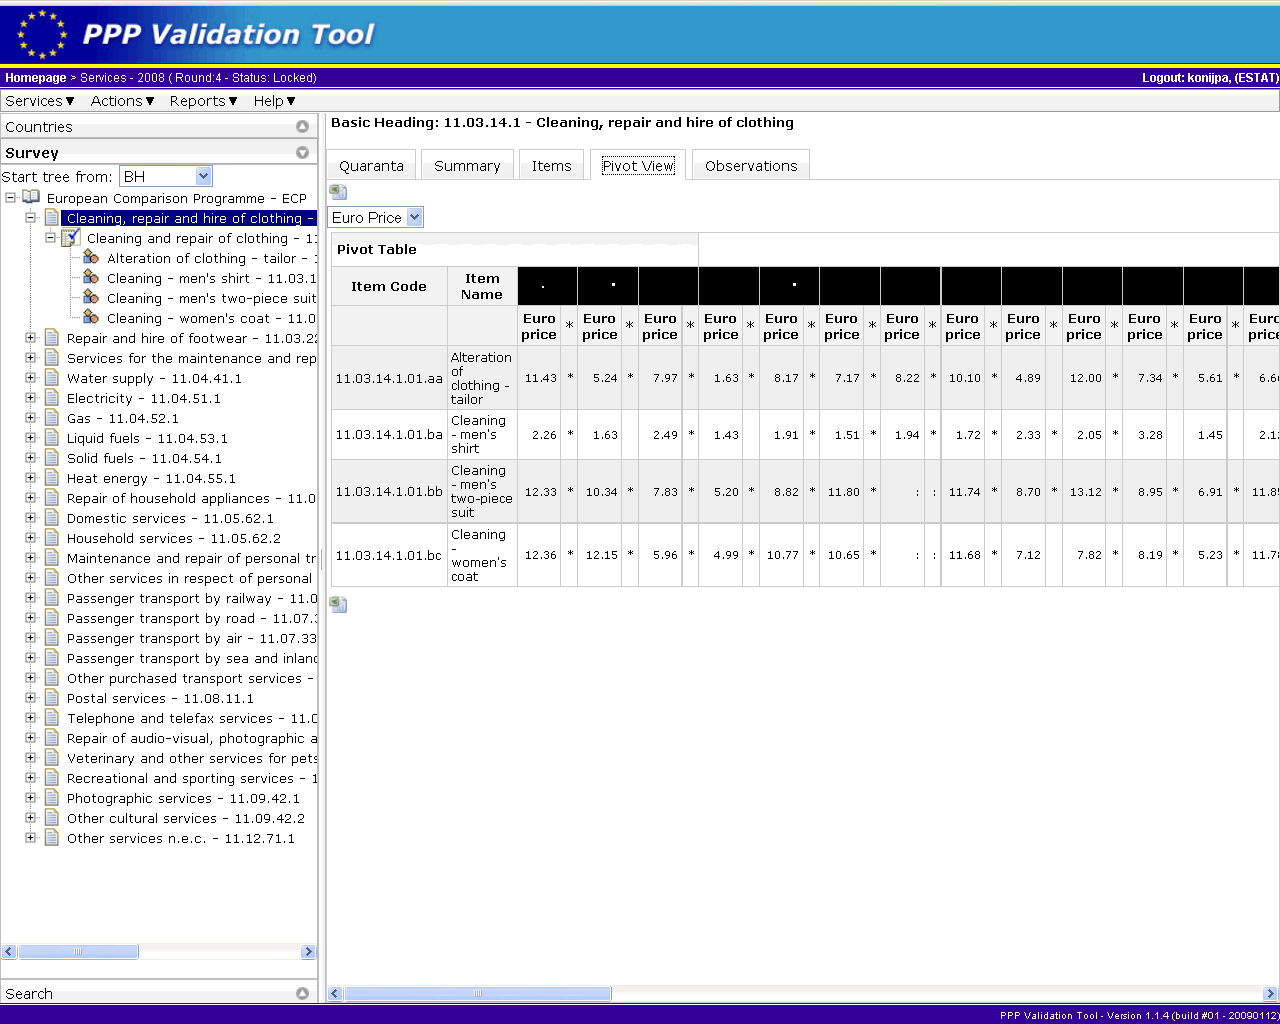 PPP Validation Tool
Homepage > Services - 2008 ( Round:4 - Status: Locked)
Logout: konijpa, (ESTAT)
Services▼ Actions▼ Reports▼ Help▼
Countries
Survey
Start tree from: BH
European Comparison Programme - ECP
Cleaning, repair and hire of clothing -
Cleaning and repair of clothing - 11
Alteration of clothing - tailor -
Cleaning - men's shirt - 11.03.1
Cleaning - men's two-piece suit
Cleaning - women's coat - 11.0
Repair and hire of footwear - 11.03.22
Services for the maintenance and rep
Water supply - 11.04.41.1
Electricity - 11.04.51.1
Gas - 11.04.52.1
Liquid fuels - 11.04.53.1
Solid fuels - 11.04.54.1
Heat energy - 11.04.55.1
Repair of household appliances - 11.0
Domestic services - 11.05.62.1
Household services - 11.05.62.2
Maintenance and repair of personal tr
Other services in respect of personal
Passenger transport by railway - 11.0
Passenger transport by road - 11.07.3
Passenger transport by air - 11.07.33
Passenger transport by sea and inland
Other purchased transport services -
Postal services - 11.08.11.1
Telephone and telefax services - 11.0
Repair of audio-visual, photographic a
Veterinary and other services for pets
Recreational and sporting services - 1
Photographic services - 11.09.42.1
Other cultural services - 11.09.42.2
Other services n.e.c. - 11.12.71.1
Search
Basic Heading: 11.03.14.1 - Cleaning, repair and hire of clothing
Quaranta Summary Items Pivot View Observations
Euro Price
Pivot Table
Item Code Item Name
Euro price * Euro price * Euro price * Euro price * Euro price * Euro price * Euro price * Euro price * Euro price * Euro price * Euro price * Euro price * Euro price
11.03.14.1.01.aa Alteration of clothing - tailor 11.43 * 5.24 * 7.97 * 1.63 * 8.17 * 7.17 * 8.22 * 10.10 * 4.89 12.00 * 7.34 * 5.61 * 6.6
11.03.14.1.01.ba Cleaning - men's shirt 2.26 * 1.63 2.49 * 1.43 * 1.91 * 1.51 * 1.94 * 1.72 * 2.33 * 2.05 * 3.28 1.45 * 2.1
11.03.14.1.01.bb Cleaning - men's two-piece suit 12.33 * 10.34 * 7.83 * 5.20 * 8.82 * 11.80 * : : 11.74 * 8.70 * 13.12 * 8.95 * 6.91 * 11.8
11.03.14.1.01.bc Cleaning - women's coat 12.36 * 12.15 * 5.96 * 4.99 * 10.77 * 10.65 * : : 11.68 * 7.12 7.82 * 8.19 * 5.23 * 11.7
PPP Validation Tool - Version 1.1.4 (build #01 - 20090112)